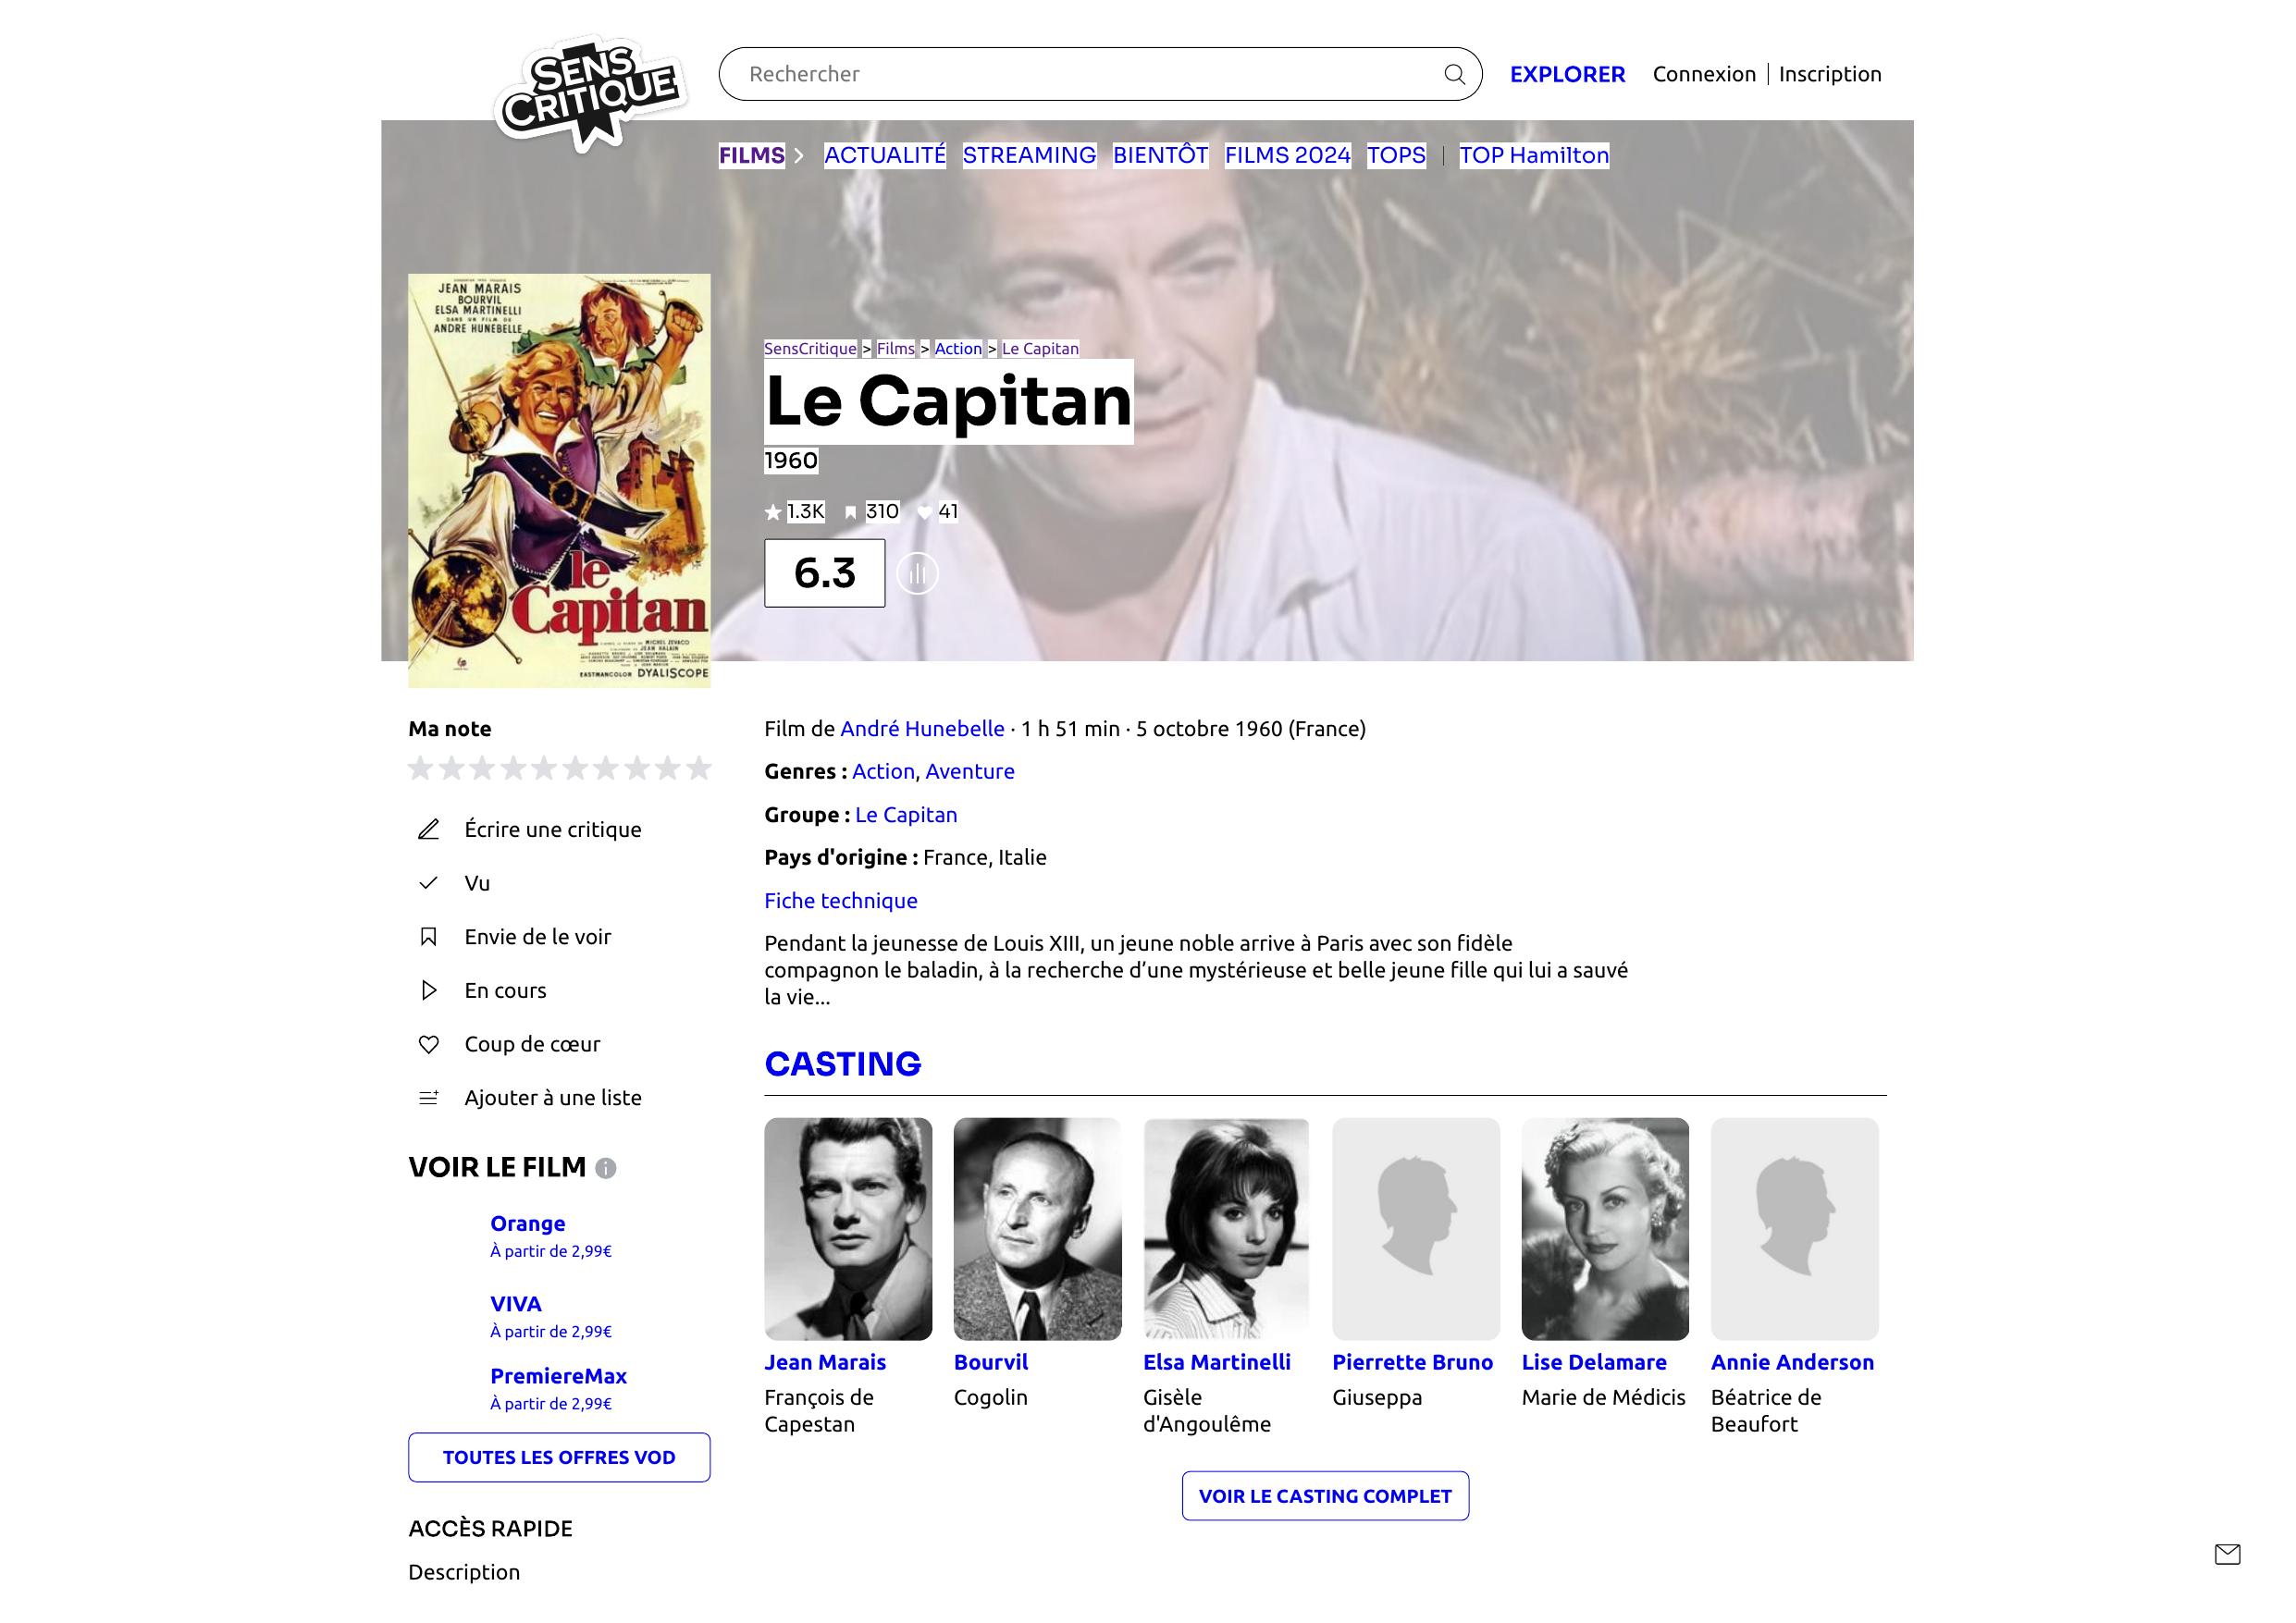 SENS
CRITIQUE
Rechercher
EXPLORER
Connexion
Inscription
FILMS
ACTUALITÉ
STREAMING
BIENTÔT
FILMS 2024
TOPS
TOP Hamilton
JEAN MARAIS
BOURVIL
ELSA MARTINELLI
DANS UN FILM DE
ANDRE HUNEBELLE
le
Capitan
MICHEL ZEVACO
JEAN HALAIN
EASTMANCOLOR DYALISCOPE
SensCritique > Films > Action > Le Capitan
Le Capitan
1960
1.3K
310
41
6.3
Ma note
Écrire une critique
Vu
Envie de le voir
En cours
Coup de cœur
Ajouter à une liste
VOIR LE FILM
Orange
À partir de 2,99€
VIVA
À partir de 2,99€
PremiereMax
À partir de 2,99€
TOUTES LES OFFRES VOD
ACCÈS RAPIDE
Description
Film de André Hunebelle · 1 h 51 min · 5 octobre 1960 (France)
Genres : Action, Aventure
Groupe : Le Capitan
Pays d'origine : France, Italie
Fiche technique
Pendant la jeunesse de Louis XIII, un jeune noble arrive à Paris avec son fidèle
compagnon le baladin, à la recherche d’une mystérieuse et belle jeune fille qui lui a sauvé
la vie...
CASTING
Jean Marais
François de
Capestan
Bourvil
Cogolin
Elsa Martinelli
Gisèle
d'Angoulême
Pierrette Bruno
Giuseppa
Lise Delamare
Marie de Médicis
Annie Anderson
Béatrice de
Beaufort
VOIR LE CASTING COMPLET